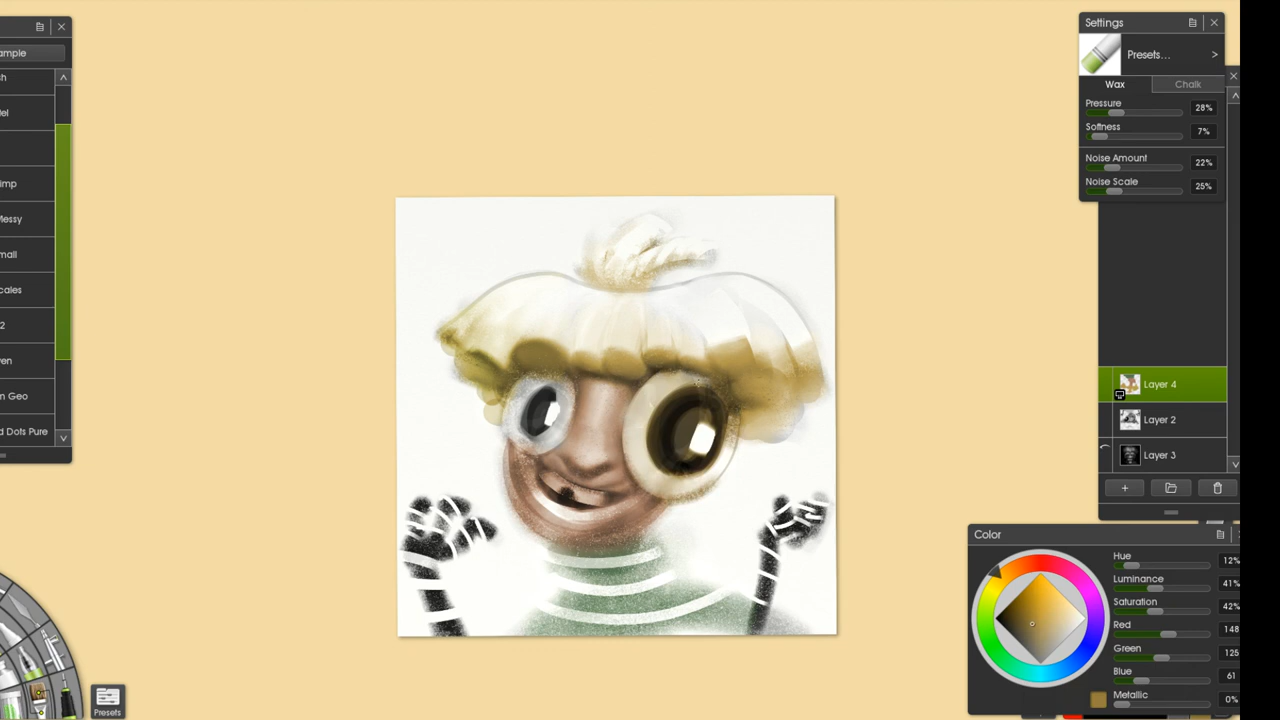 Settings
Presets...
>
Wax
Chalk
Pressure
28%
Softness
7%
Noise Amount
22%
Noise Scale
25%
ample
sh
el
imp
Messy
mall
cales
2
en
n Geo
d Dots Pure
Presets
Layer 4
Layer 2
Layer 3
Color
Hue
12%
Luminance
41%
Saturation
42%
Red
148
Green
125
Blue
61
Metallic
0%